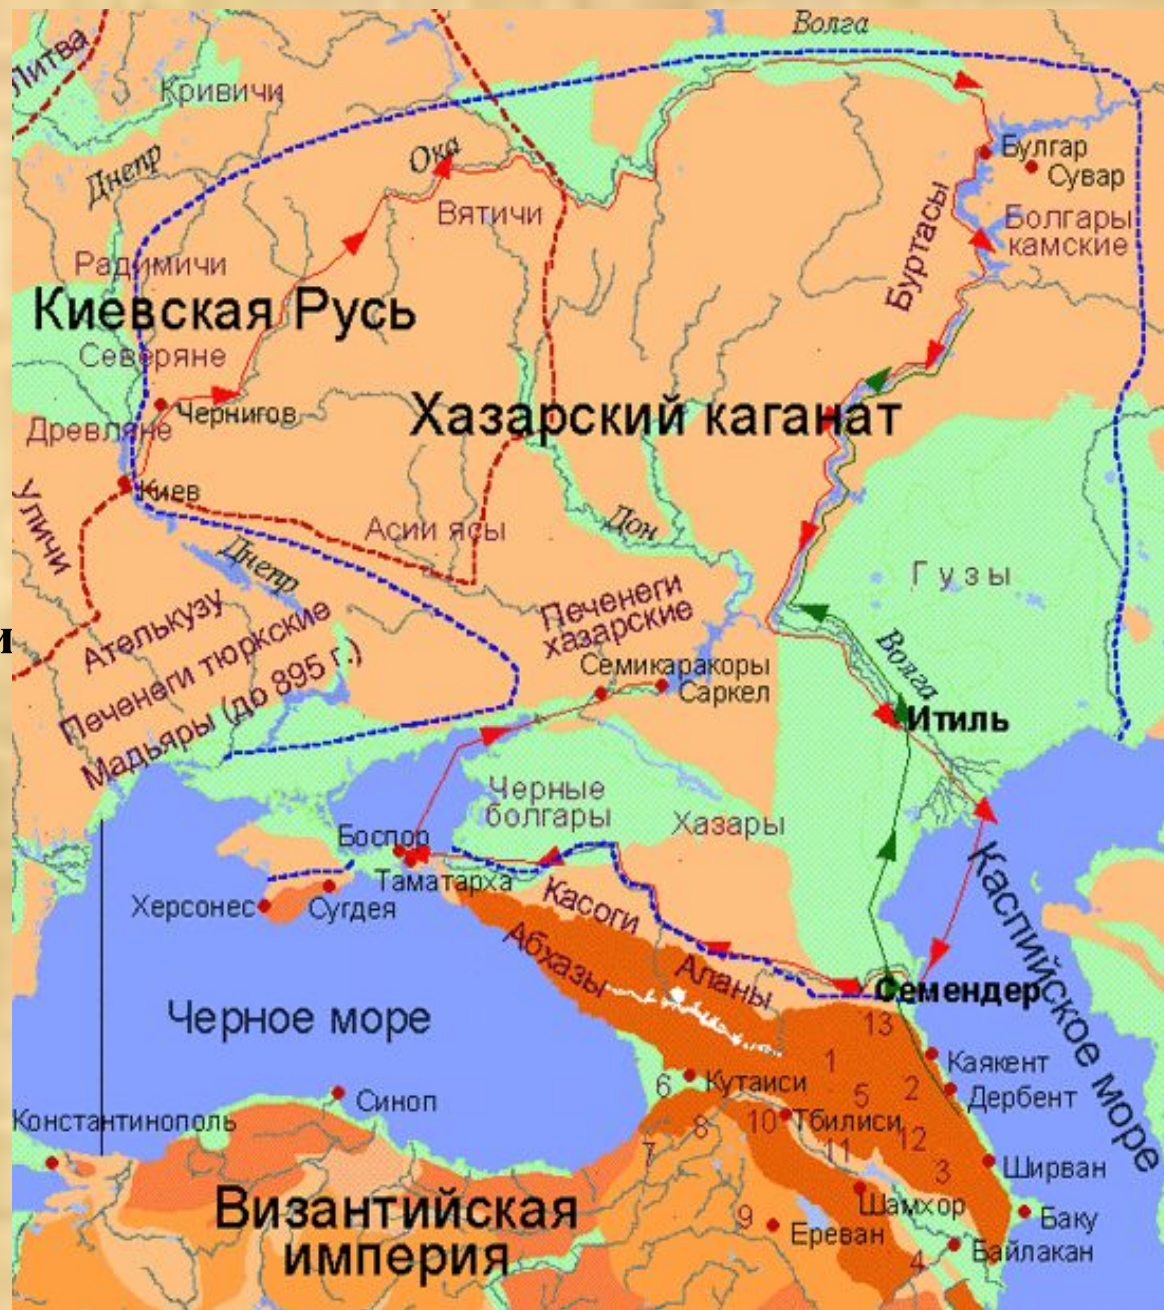 Волга
Литва
Кривичи
Днепр
Ока
Вятичи
Булгар
Сувар
Болгары
камские
Буртасы
Радимичи
Киевская Русь
Северяне
Чернигов
Хазарский каганат
Древляне
Киев
Уличи
Асии ясы
Дон
Днепр
Гузы
Ателькузу
Печенеги тюркские
Мадьяры (до 895 г.)
и
Печенеги
хазарские
Семикаракоры
Саркел
Волга
Итиль
Черные
болгары
Хазары
Боспор
Таматарха
Херсонес
Сугдея
Касоги
Абхазы
Аланы
Каспийское море
Семендер
Черное море
13
1
5
2
Каякент
Дербент
6
Кутаиси
Синоп
Константинополь
7
8
10
Тбилиси
11
12
3
Ширван
Шамхор
Византийская
империя
9
Ереван
Баку
Байлакан
4